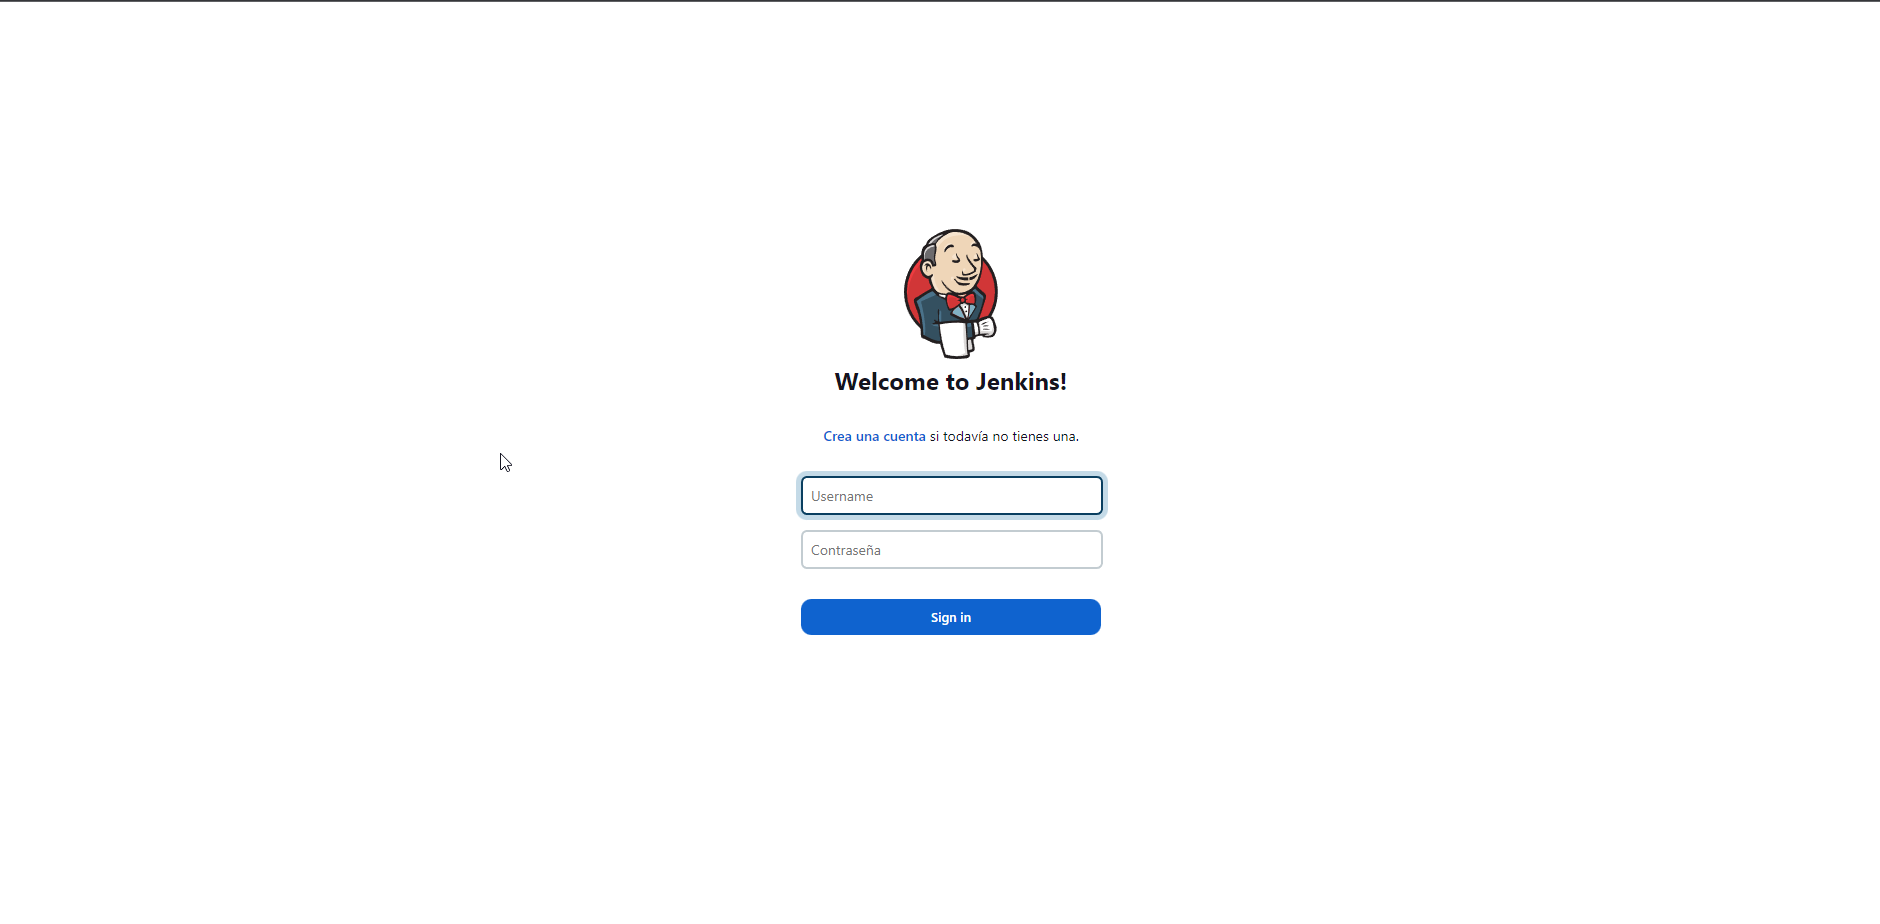 Welcome to Jenkins!
Crea una cuenta si todavía no tienes una.
Username
Contraseña
Sign in